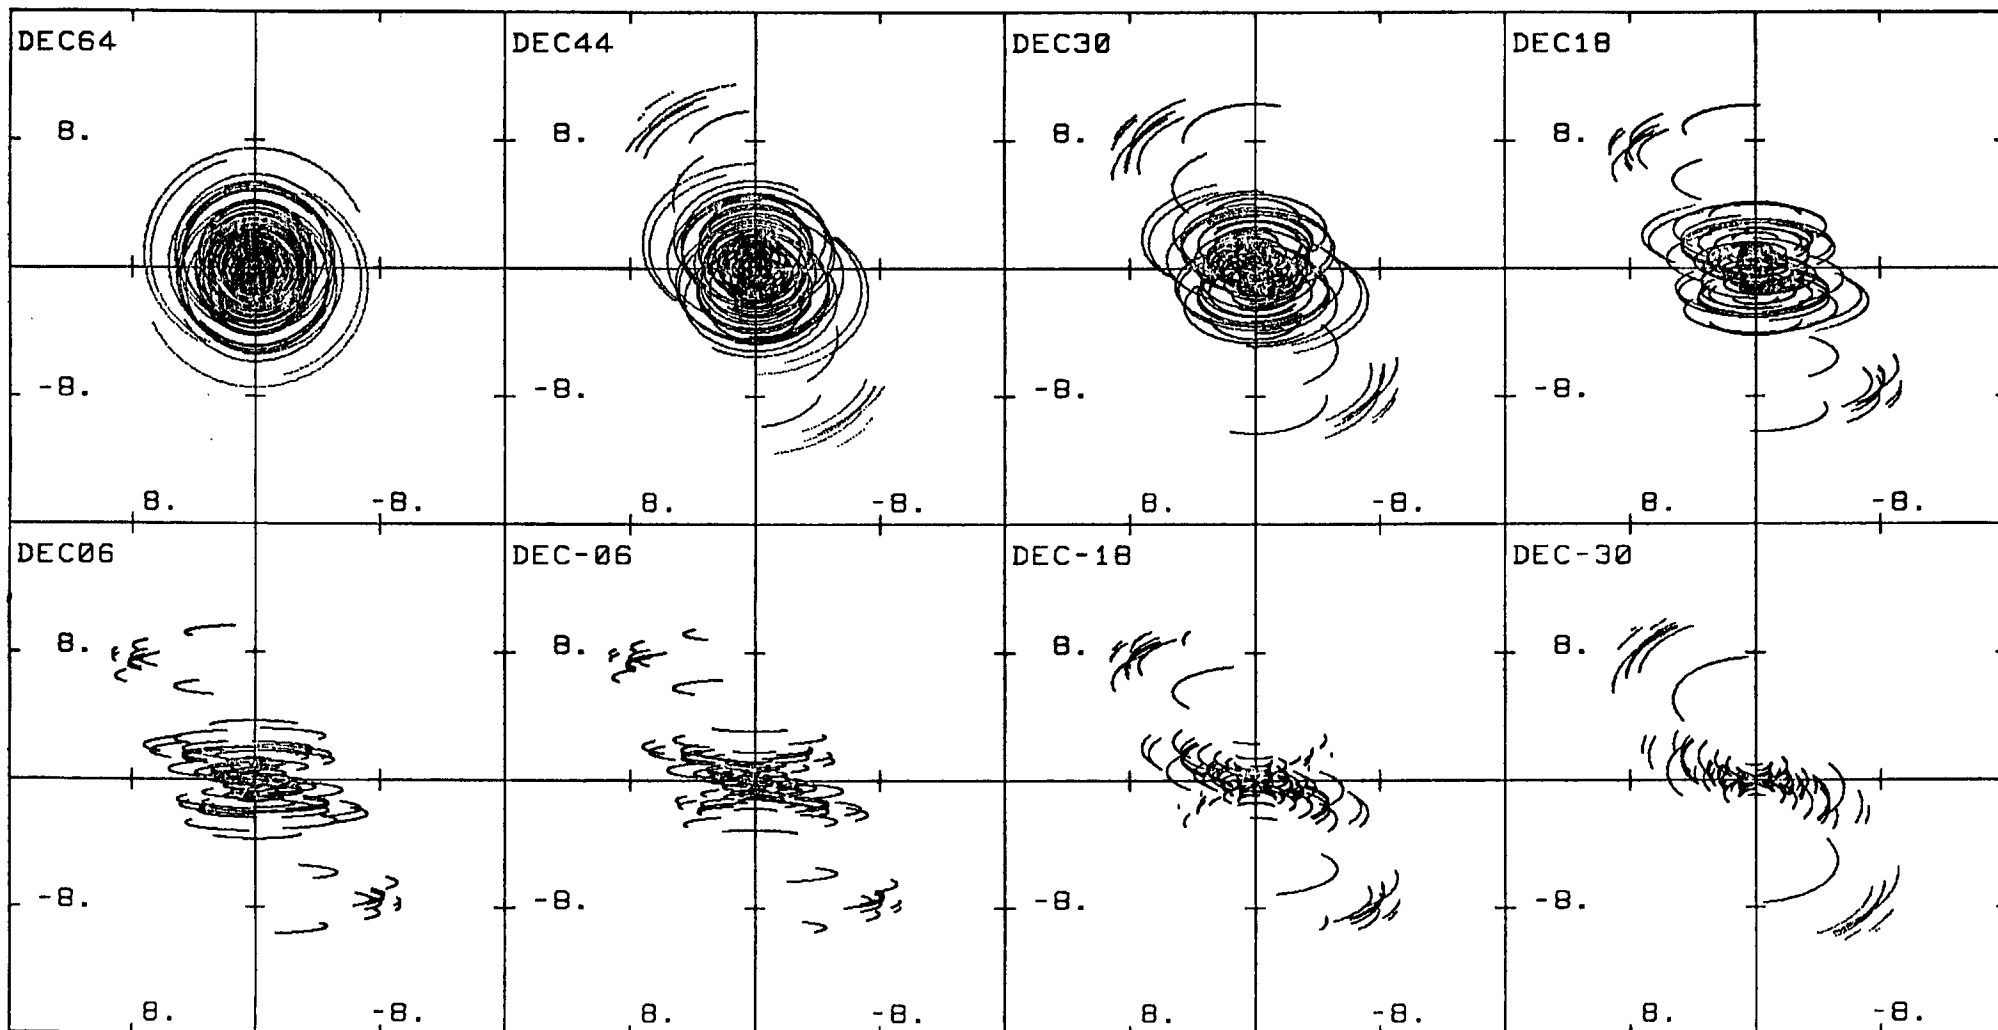 DEC64 DEC44 DEC30 DEC18
8. 8. 8. 8.
-8. -8. -8. -8.
8. -8. 8. -8. 8. -8. 8. -8.
DEC06 DEC-06 DEC-18 DEC-30
8. 8. 8. 8.
-8. -8. -8. -8.
8. -8. 8. -8. 8. -8. 8. -8.